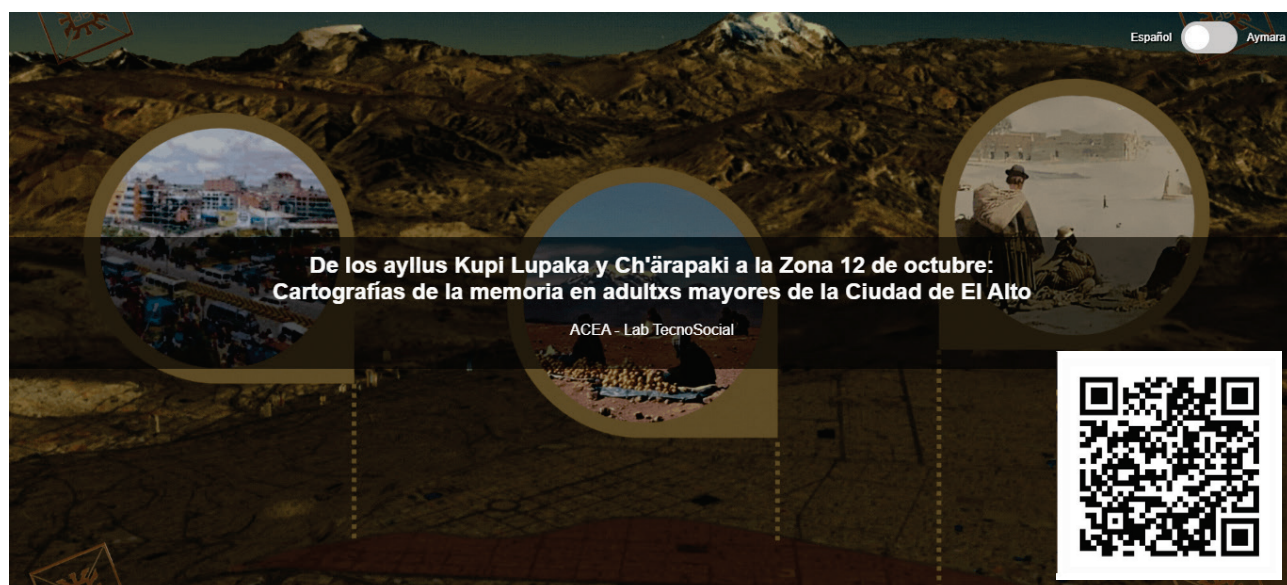 Español Aymara
De los ayllus Kupi Lupaka y Ch'ärapaki a la Zona 12 de octubre:
Cartografías de la memoria en adultxs mayores de la Ciudad de El Alto
ACEA - Lab TecnoSocial